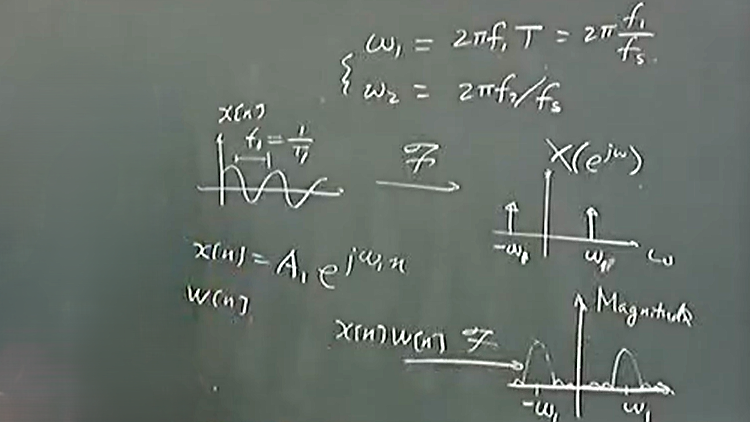 ω₁ = 2πf₁T = 2π f₁/fs.
ω₂ = 2πf₂/fs
x[n]
f₁ = 1/T₁
ℱ
X(e^jω)
-ω₁ ω₁ ω
x[n] = A₁ e^jω₁n
w[n]
Magnitude
x[n]w[n] ℱ
-ω₁ ω₁